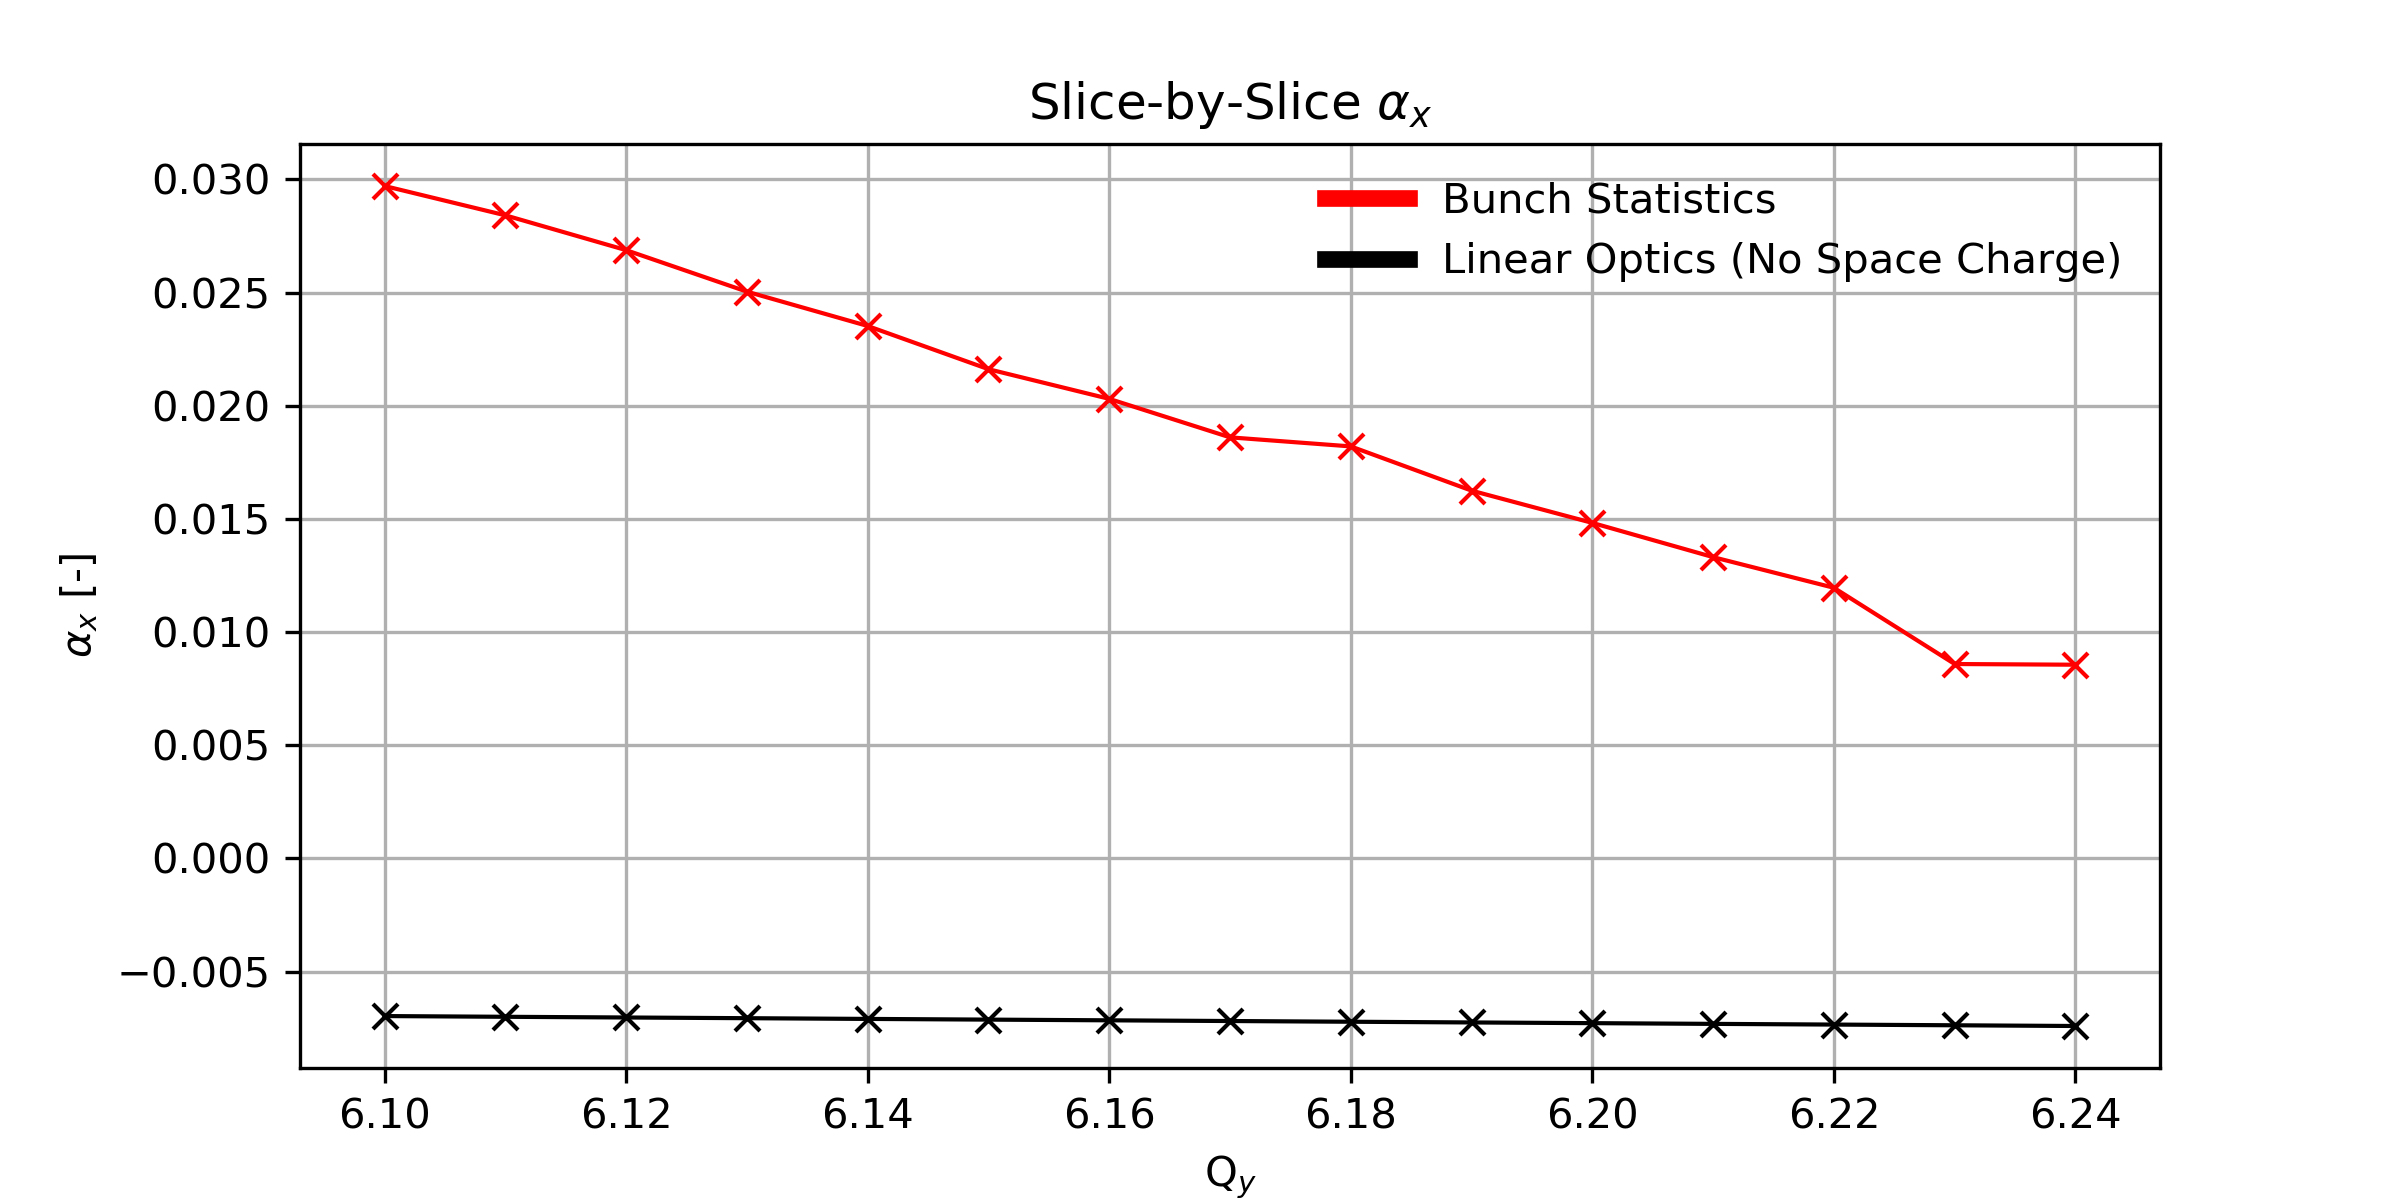 Slice-by-Slice αx
0.030
0.025
0.020
0.015
0.010
0.005
0.000
−0.005
αx [-]
Bunch Statistics
Linear Optics (No Space Charge)
6.10 6.12 6.14 6.16 6.18 6.20 6.22 6.24
Qy